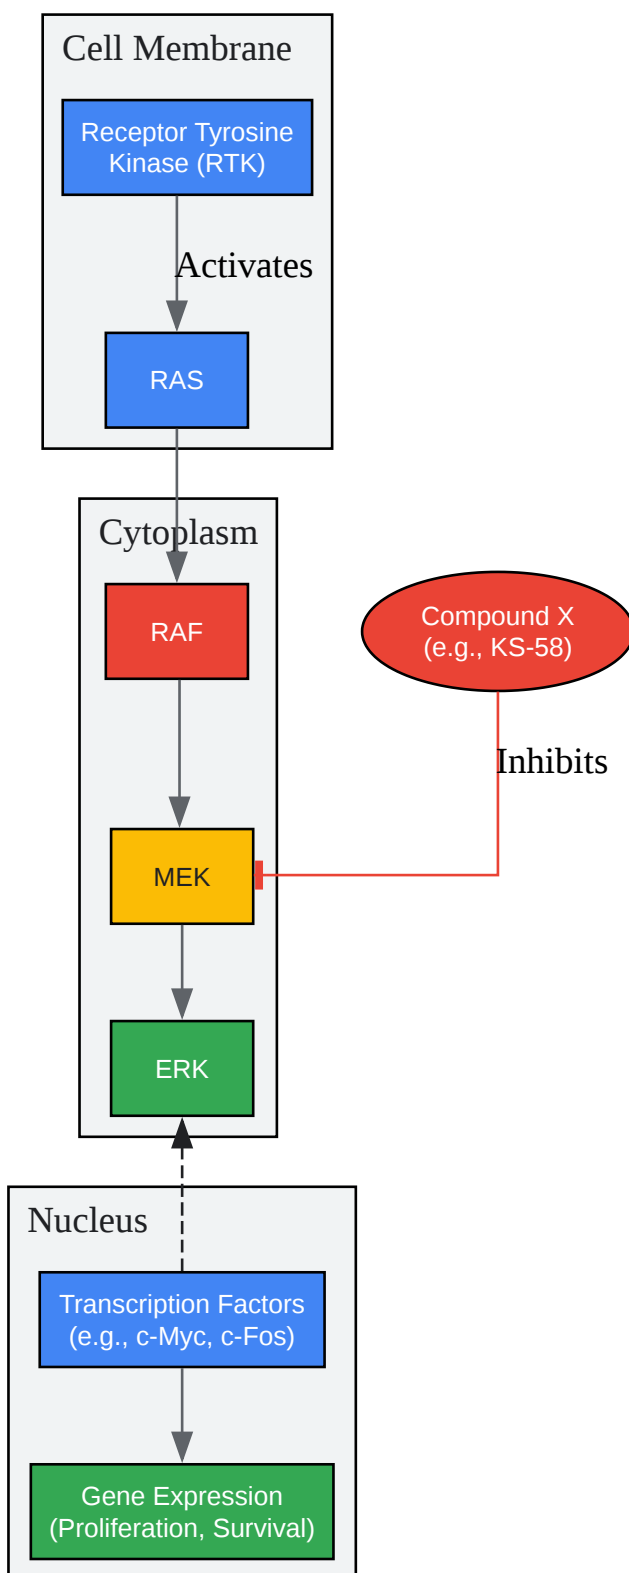 Cell Membrane
Receptor Tyrosine
Kinase (RTK)
Activates
RAS
Cytoplasm
RAF
Compound X
(e.g., KS-58)
Inhibits
MEK
ERK
Nucleus
Transcription Factors
(e.g., c-Myc, c-Fos)
Gene Expression
(Proliferation, Survival)